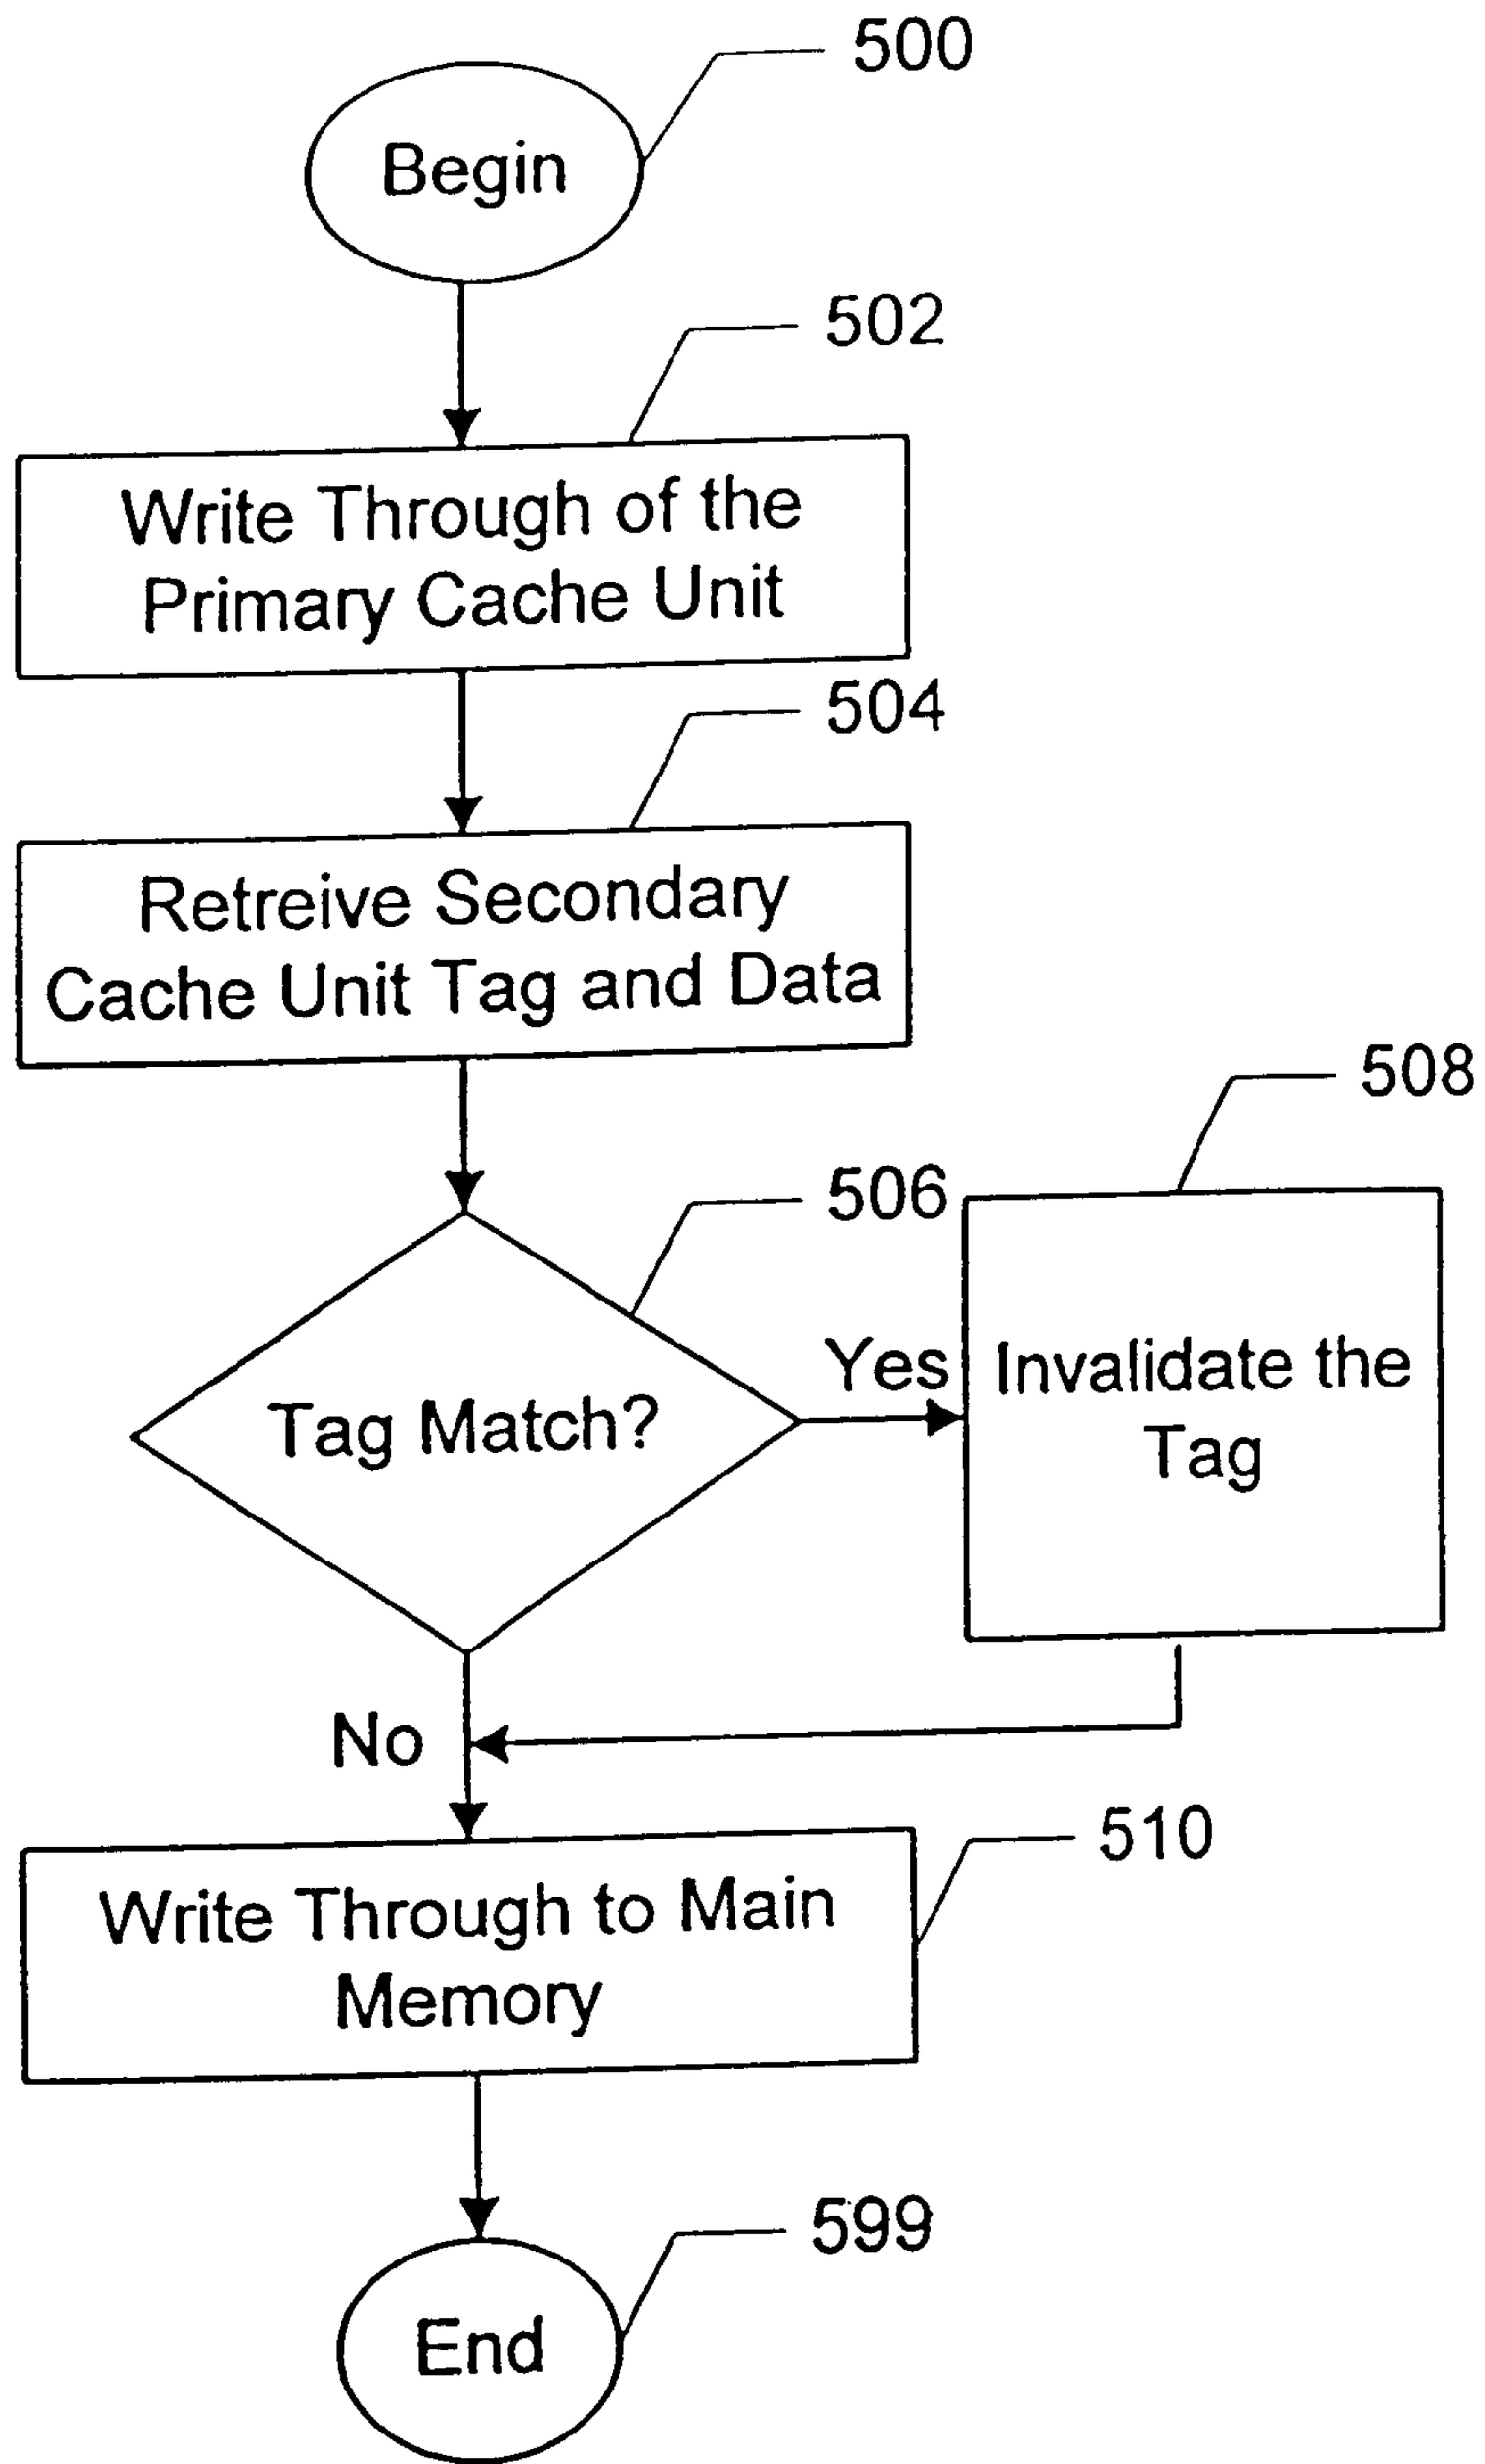 500
Begin
502
Write Through of the
Primary Cache Unit
504
Retreive Secondary
Cache Unit Tag and Data
508
506
Yes
Invalidate the
Tag
Tag Match?
No
510
Write Through to Main
Memory
599
End